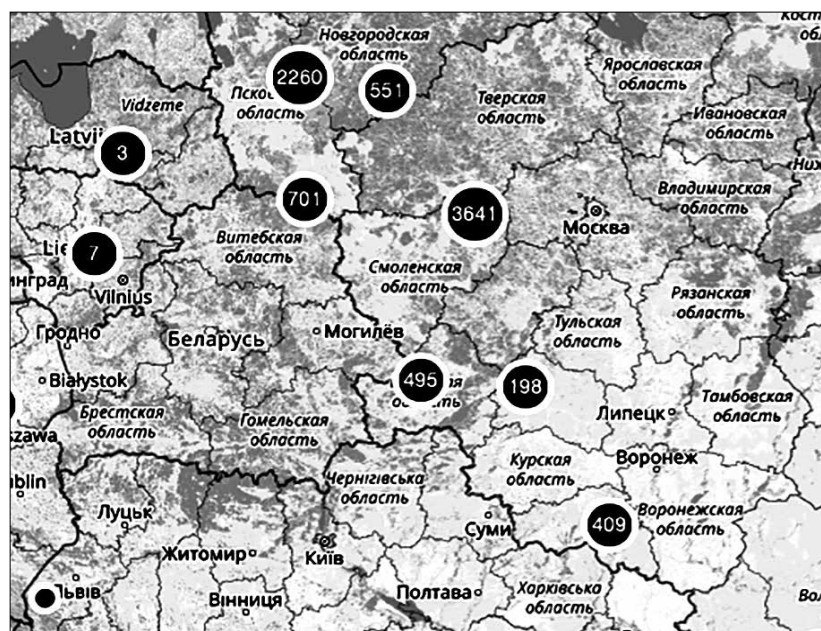 Новгородская
область
2260
551
3
Vidzeme
Тверская
область
Ярославская
область
Ивановская
область
701
3641
Москва
Владимирская
область
7
Витебская
область
Смоленская
область
Vilnius
Рязанская
область
Гродно
Беларусь
Могилёв
Тульская
область
Białystok
495
198
Липецк
Тамбовская
область
Брестская
область
Гомельская
область
Чернігівська
область
Курская
область
Воронеж
Луцьк
Суми
409
Воронежская
область
Житомир
Київ
Львів
Вінниця
Полтава
Харківська
область